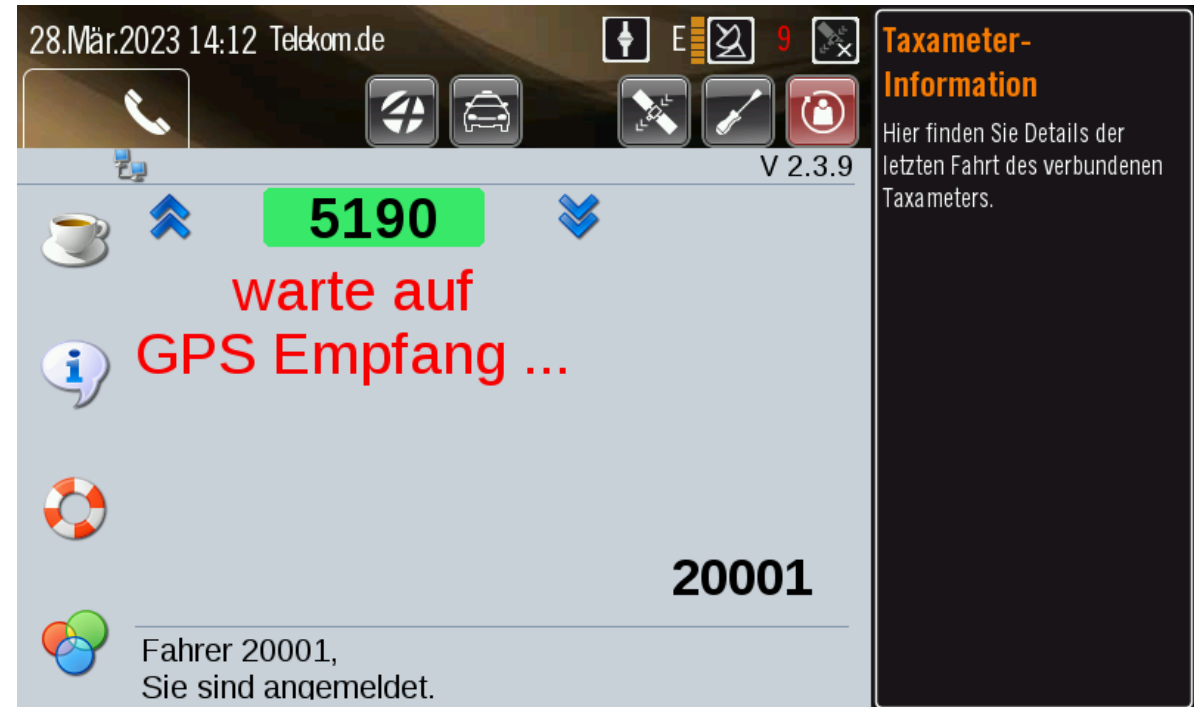 28.Mär.2023 14:12 Telekom.de E 9
V 2.3.9
5190
warte auf
GPS Empfang ...
20001
Fahrer 20001,
Sie sind angemeldet.
Taxameter-
Information
Hier finden Sie Details der
letzten Fahrt des verbundenen
Taxameters.